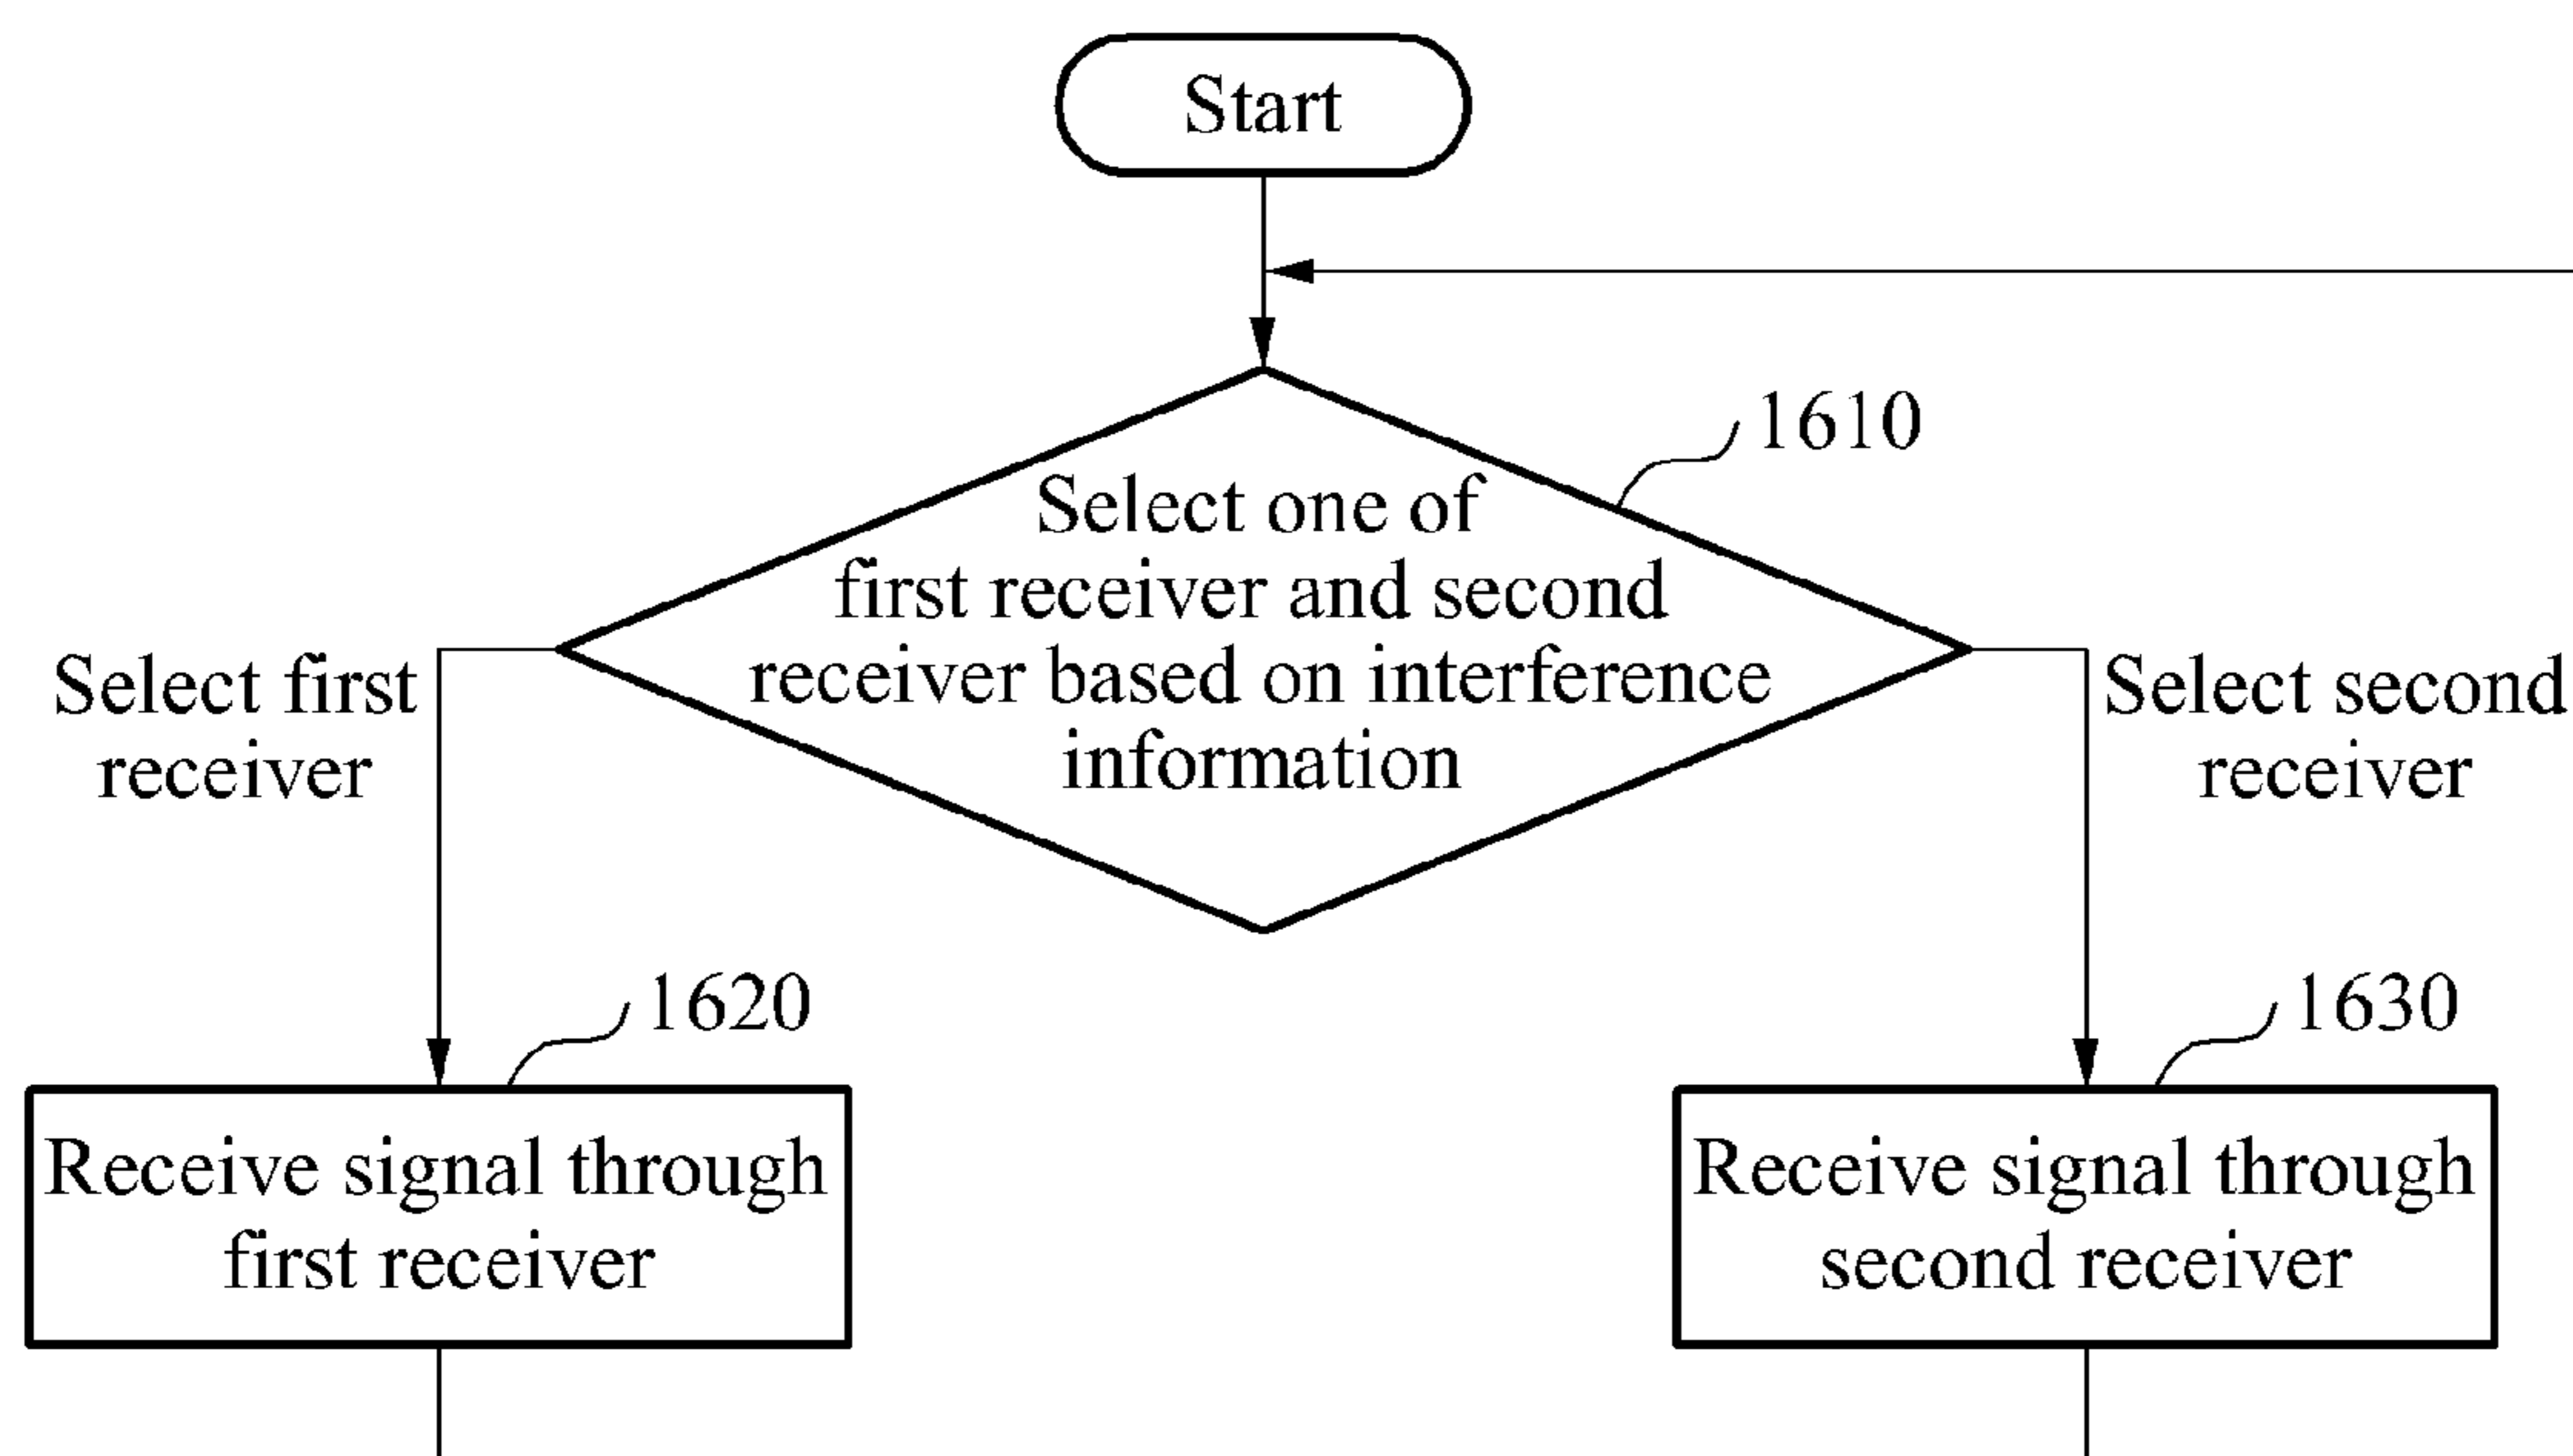 Start
1610
Select one of
first receiver and second
receiver based on interference
information
Select first
receiver
Select second
receiver
1620
1630
Receive signal through
first receiver
Receive signal through
second receiver